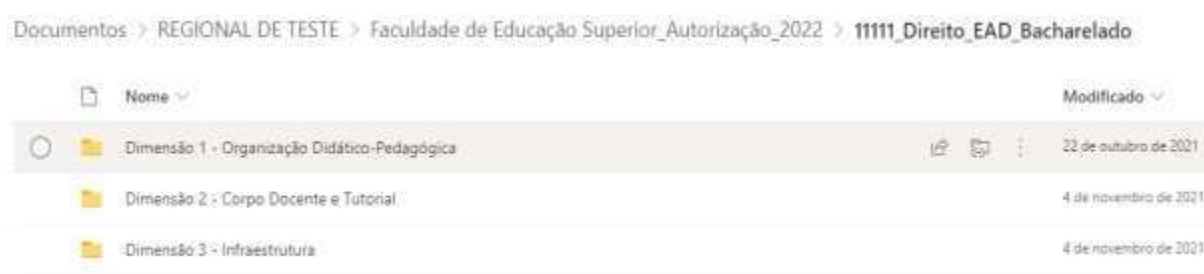 Documentos > REGIONAL DE TESTE > Faculdade de Educação Superior_Autorização_2022 > 11111_Direito_EAD_Bacharelado
Nome Modificado
Dimensão 1 - Organização Didático-Pedagógica 22 de outubro de 2021
Dimensão 2 - Corpo Docente e Tutorial 4 de novembro de 2021
Dimensão 3 - Infraestrutura 4 de novembro de 2021